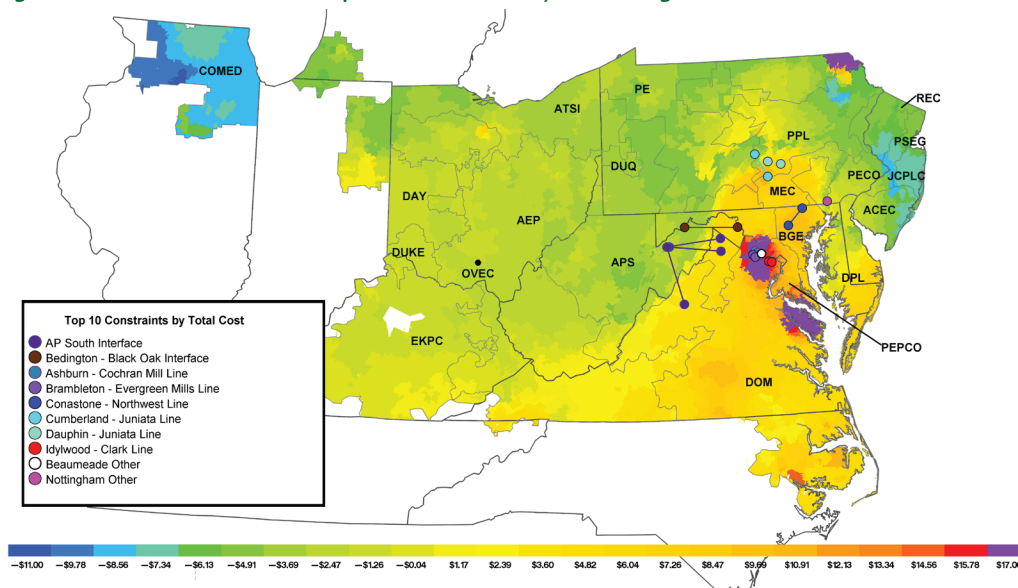 COMED
REC
PE
ATSI
PPL
PSEG
DUQ
PECO
JCPLC
MEC
DAY
ACEC
AEP
BGE
DUKE
APS
OVEC
DPL
Top 10 Constraints by Total Cost
AP South Interface
Bedington - Black Oak Interface
Ashburn - Cochran Mill Line
Brambleton - Evergreen Mills Line
Conastone - Northwest Line
Cumberland - Juniata Line
Dauphin - Juniata Line
Idylwood - Clark Line
Beaumeade Other
Nottingham Other
EKPC
PEPCO
DOM
—$11.00 —$9.78 —$8.56 —$7.34 —$6.13 —$4.91 —$3.69 —$2.47 —$1.26 —$0.04 $1.17 $2.39 $3.60 $4.82 $6.04 $7.26 $8.47 $9.69 $10.91 $12.13 $13.34 $14.56 $15.78